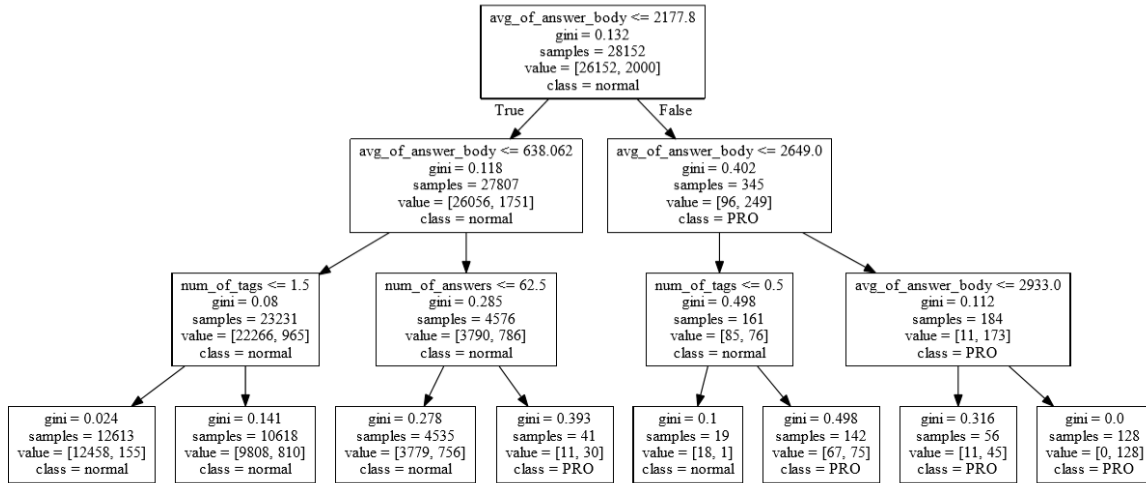 avg_of_answer_body <= 2177.8
gini = 0.132
samples = 28152
value = [26152, 2000]
class = normal
True
False
avg_of_answer_body <= 638.062
gini = 0.118
samples = 27807
value = [26056, 1751]
class = normal
avg_of_answer_body <= 2649.0
gini = 0.402
samples = 345
value = [96, 249]
class = PRO
num_of_tags <= 1.5
gini = 0.08
samples = 23231
value = [22266, 965]
class = normal
num_of_answers <= 62.5
gini = 0.285
samples = 4576
value = [3790, 786]
class = normal
num_of_tags <= 0.5
gini = 0.498
samples = 161
value = [85, 76]
class = normal
avg_of_answer_body <= 2933.0
gini = 0.112
samples = 184
value = [11, 173]
class = PRO
gini = 0.024
samples = 12613
value = [12458, 155]
class = normal
gini = 0.141
samples = 10618
value = [9808, 810]
class = normal
gini = 0.278
samples = 4535
value = [3779, 756]
class = normal
gini = 0.393
samples = 41
value = [11, 30]
class = PRO
gini = 0.1
samples = 19
value = [18, 1]
class = normal
gini = 0.498
samples = 142
value = [67, 75]
class = PRO
gini = 0.316
samples = 56
value = [11, 45]
class = PRO
gini = 0.0
samples = 128
value = [0, 128]
class = PRO